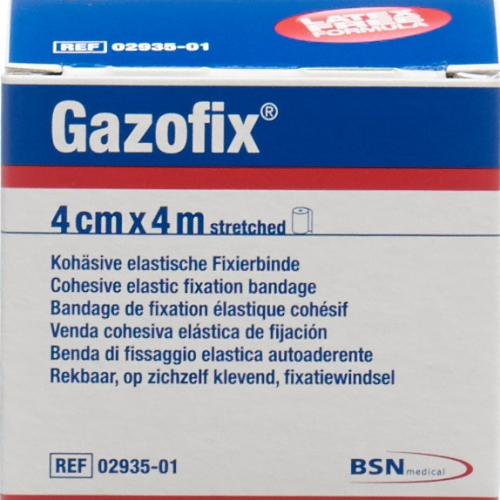 REF 02935-01
LATEX
FREE
FORMULA
Gazofix®
4 cm x 4 m stretched
Kohäsive elastische Fixierbinde
Cohesive elastic fixation bandage
Bandage de fixation élastique cohésif
Venda cohesiva elástica de fijación
Benda di fissaggio elastica autoaderente
Rekbaar, op zichzelf klevend, fixatiewindsel
REF 02935-01
BSN medical